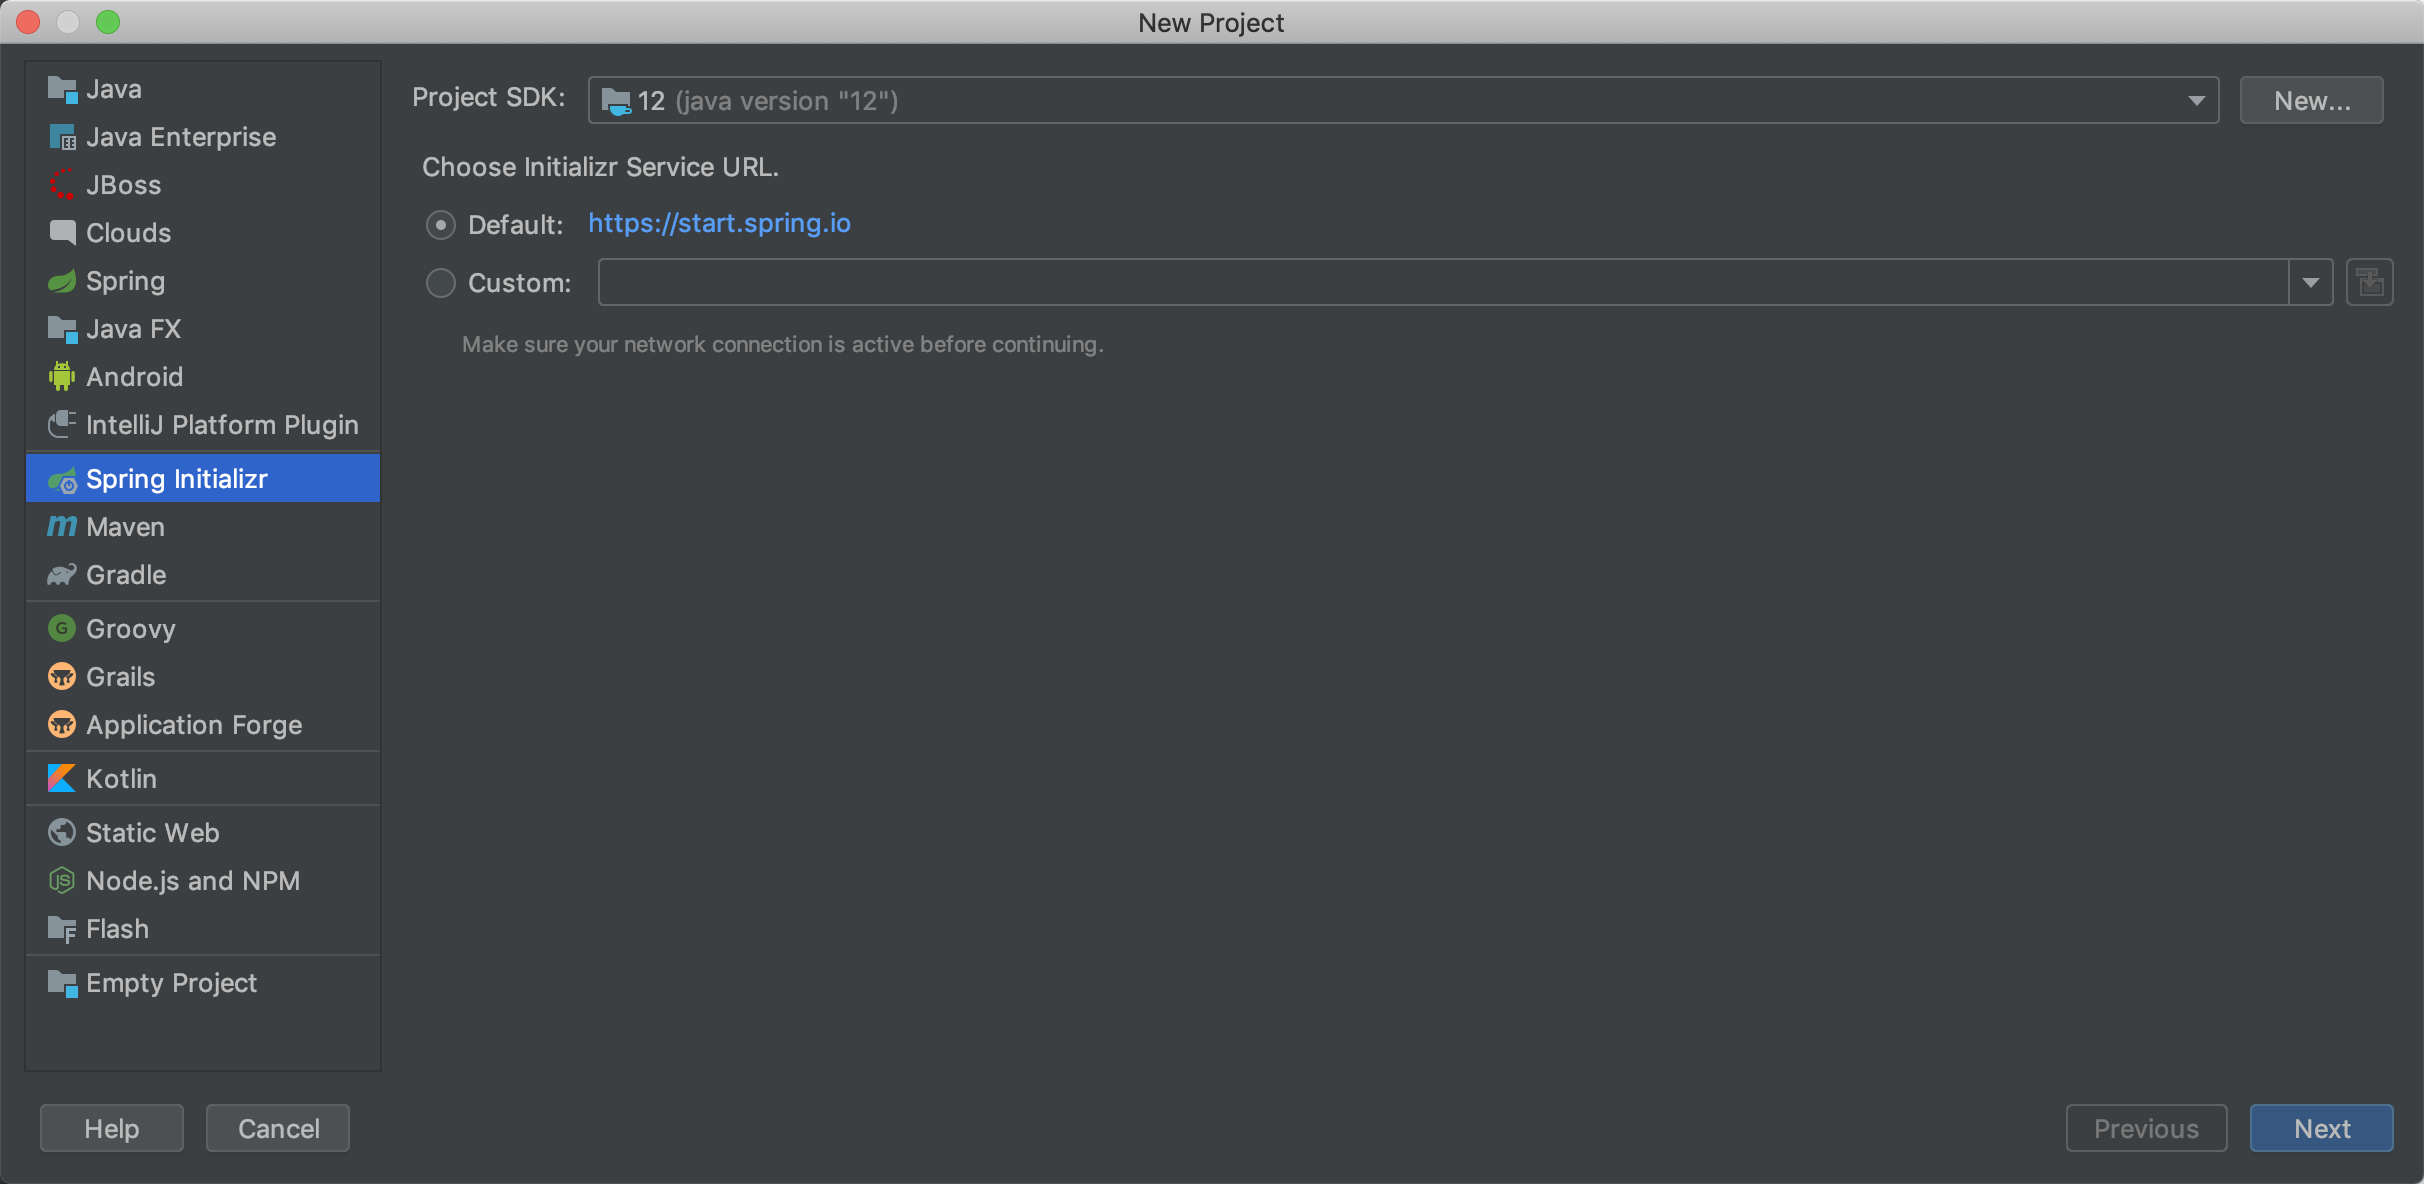 New Project
Java
Java Enterprise
JBoss
Clouds
Spring
Java FX
Android
IntelliJ Platform Plugin
Spring Initializr
Maven
Gradle
Groovy
Grails
Application Forge
Kotlin
Static Web
Node.js and NPM
Flash
Empty Project
Project SDK: 12 (java version "12") New...
Choose Initializr Service URL.
Default: https://start.spring.io
Custom:
Make sure your network connection is active before continuing.
Help Cancel Previous Next